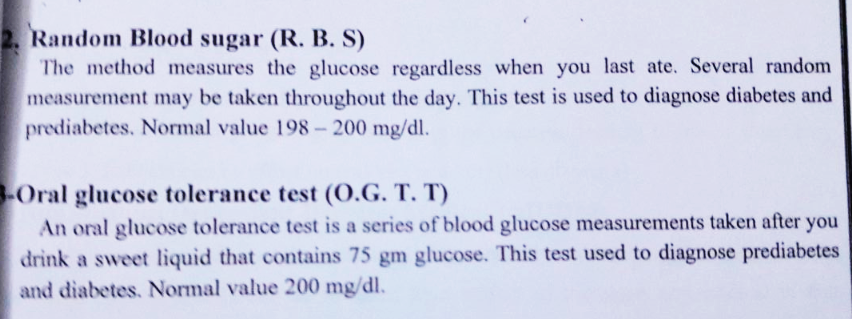 2. Random Blood sugar (R. B. S)
The method measures the glucose regardless when you last ate. Several random
measurement may be taken throughout the day. This test is used to diagnose diabetes and
prediabetes. Normal value 198 – 200 mg/dl.
3-Oral glucose tolerance test (O.G. T. T)
An oral glucose tolerance test is a series of blood glucose measurements taken after you
drink a sweet liquid that contains 75 gm glucose. This test used to diagnose prediabetes
and diabetes. Normal value 200 mg/dl.